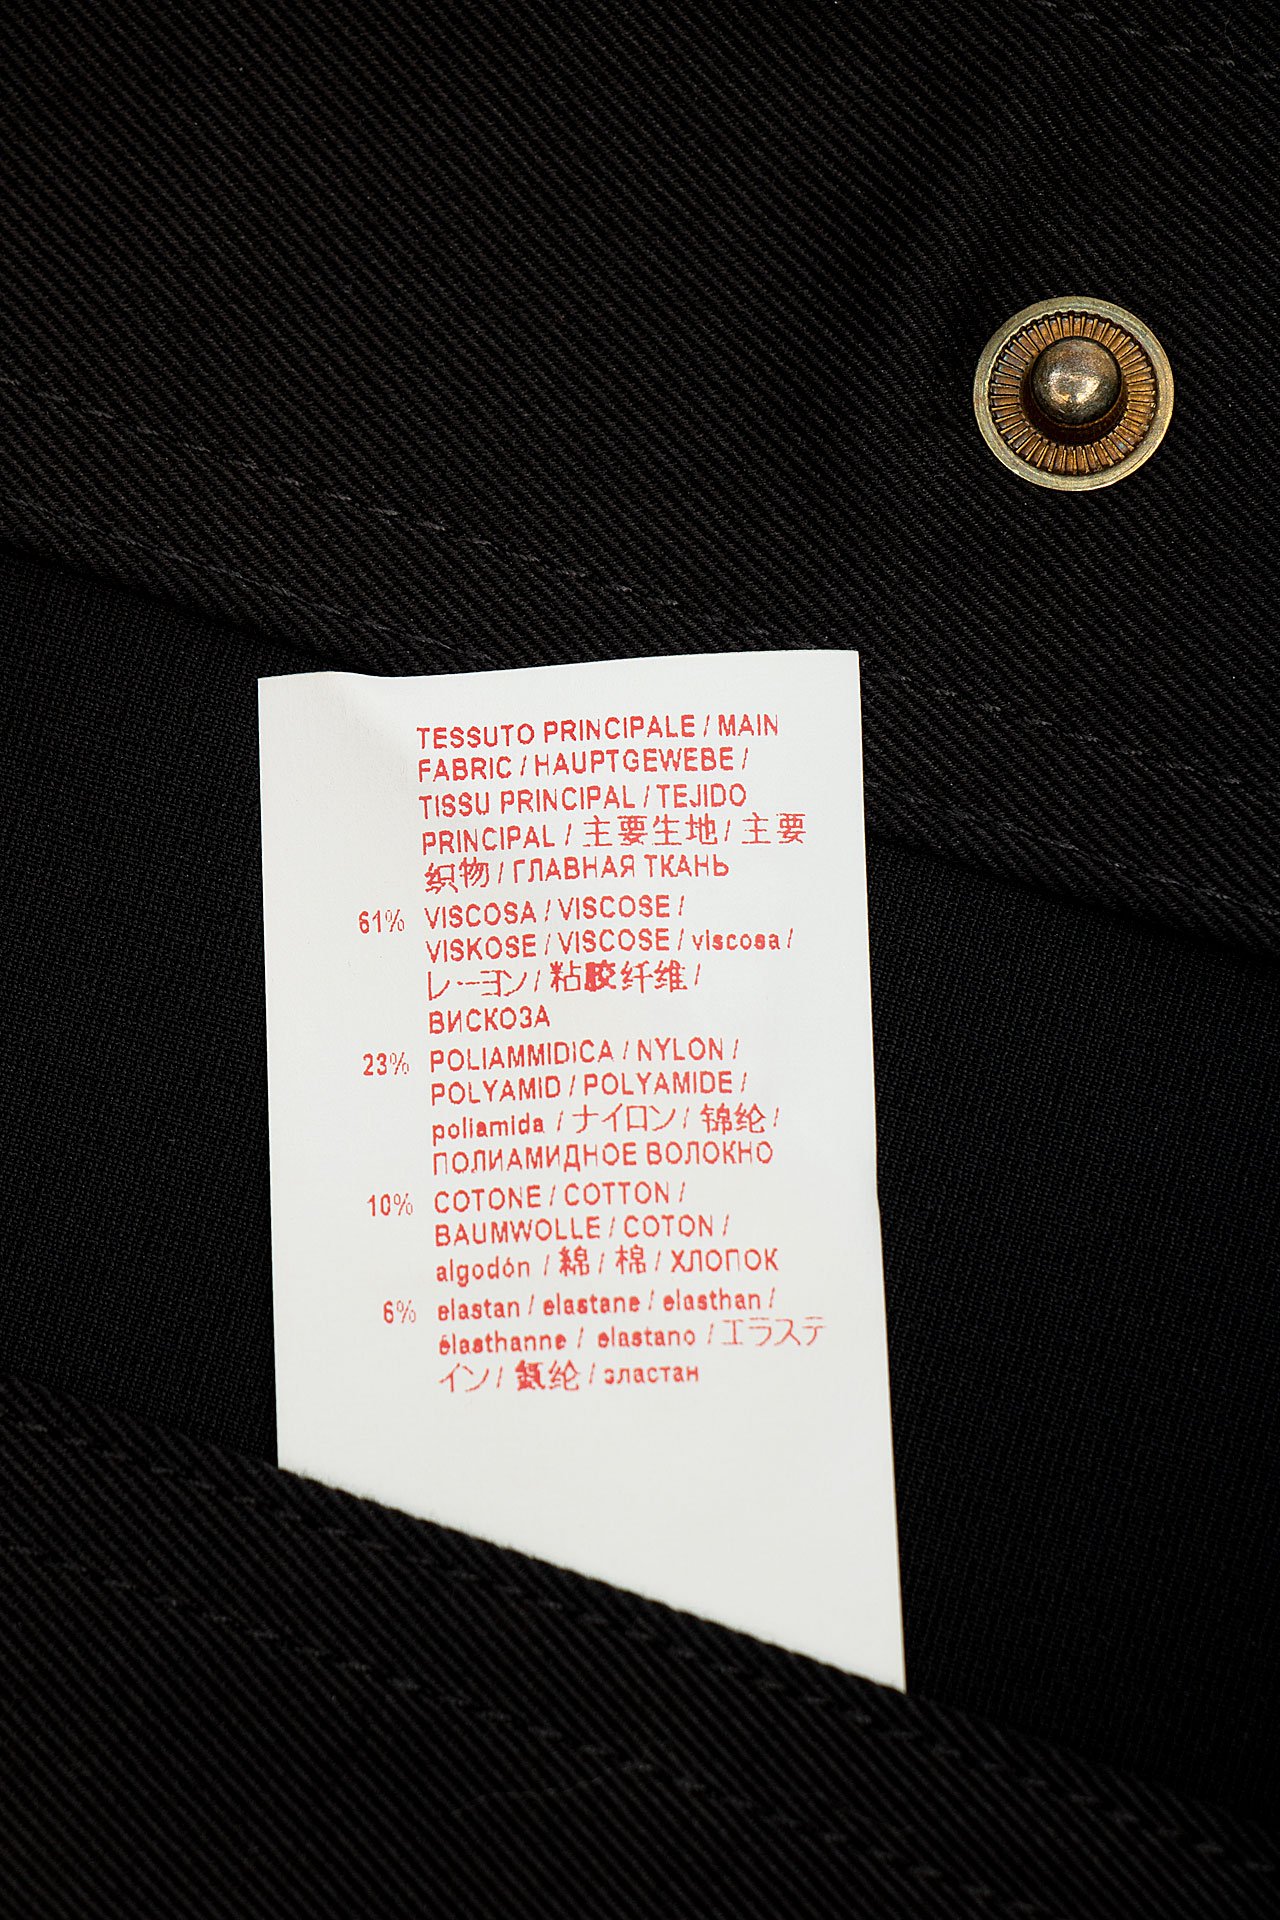 TESSUTO PRINCIPALE / MAIN
FABRIC / HAUPTGEWEBE /
TISSU PRINCIPAL / TEJIDO
PRINCIPAL / 主要生地 / 主要
织物 / ГЛАВНАЯ ТКАНЬ
61% VISCOSA / VISCOSE /
VISKOSE / VISCOSE / viscosa /
レーヨン / 粘胶纤维 /
ВИСКОЗА
23% POLIAMMIDICA / NYLON /
POLYAMID / POLYAMIDE /
poliamida / ナイロン / 锦纶 /
ПОЛИАМИДНОЕ ВОЛОКНО
10% COTONE / COTTON /
BAUMWOLLE / COTON /
algodón / 綿 / 棉 / ХЛОПОК
6% elastan / elastane / elasthan /
élasthanne / elastano / エラステ
イン / 氨纶 / эластан